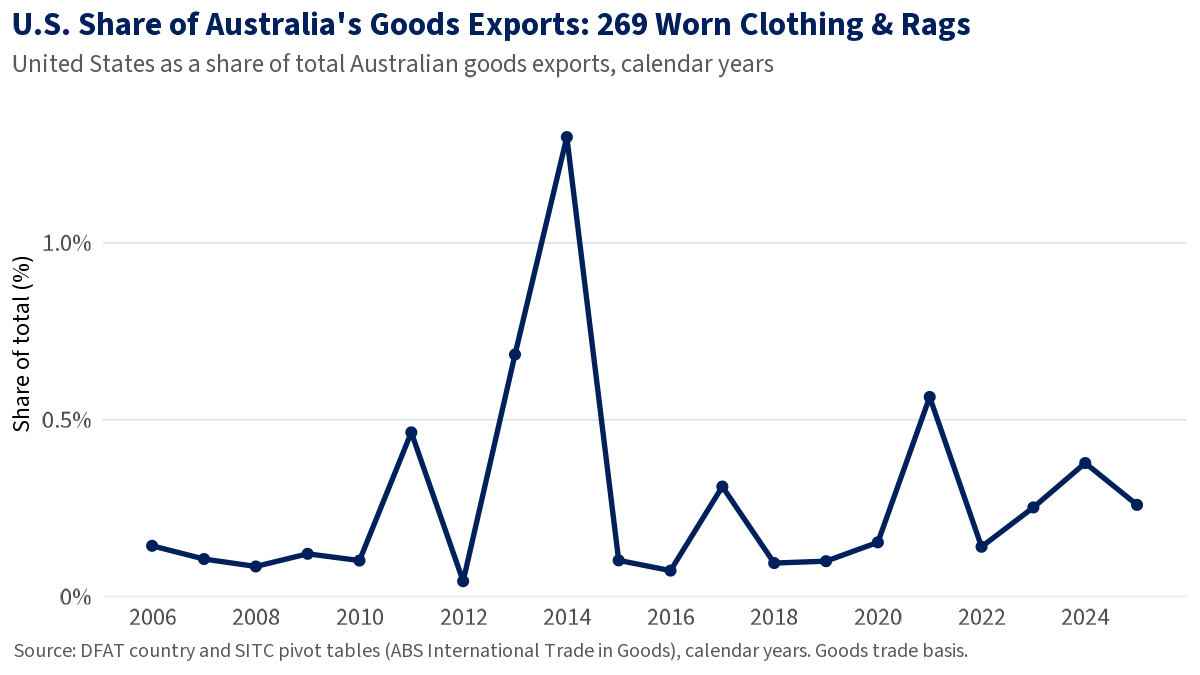 U.S. Share of Australia's Goods Exports: 269 Worn Clothing & Rags
United States as a share of total Australian goods exports, calendar years
Share of total (%)
1.0%
0.5%
0%
2006 2008 2010 2012 2014 2016 2018 2020 2022 2024
Source: DFAT country and SITC pivot tables (ABS International Trade in Goods), calendar years. Goods trade basis.